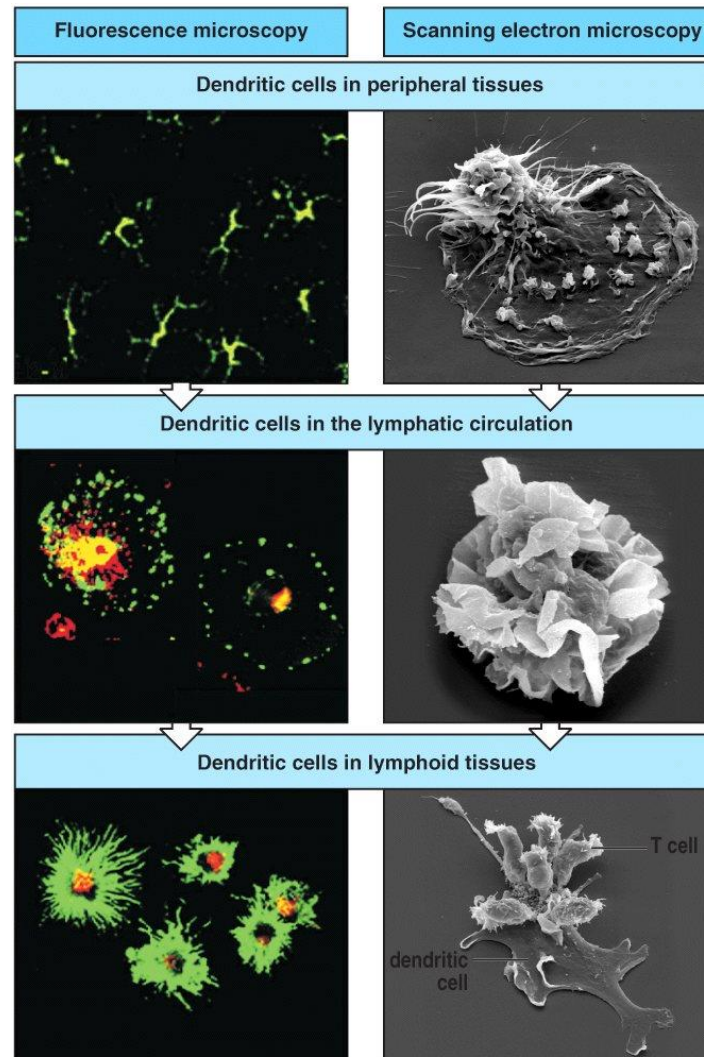 Fluorescence microscopy
Scanning electron microscopy
Dendritic cells in peripheral tissues
Dendritic cells in the lymphatic circulation
Dendritic cells in lymphoid tissues
T cell
dendritic
cell